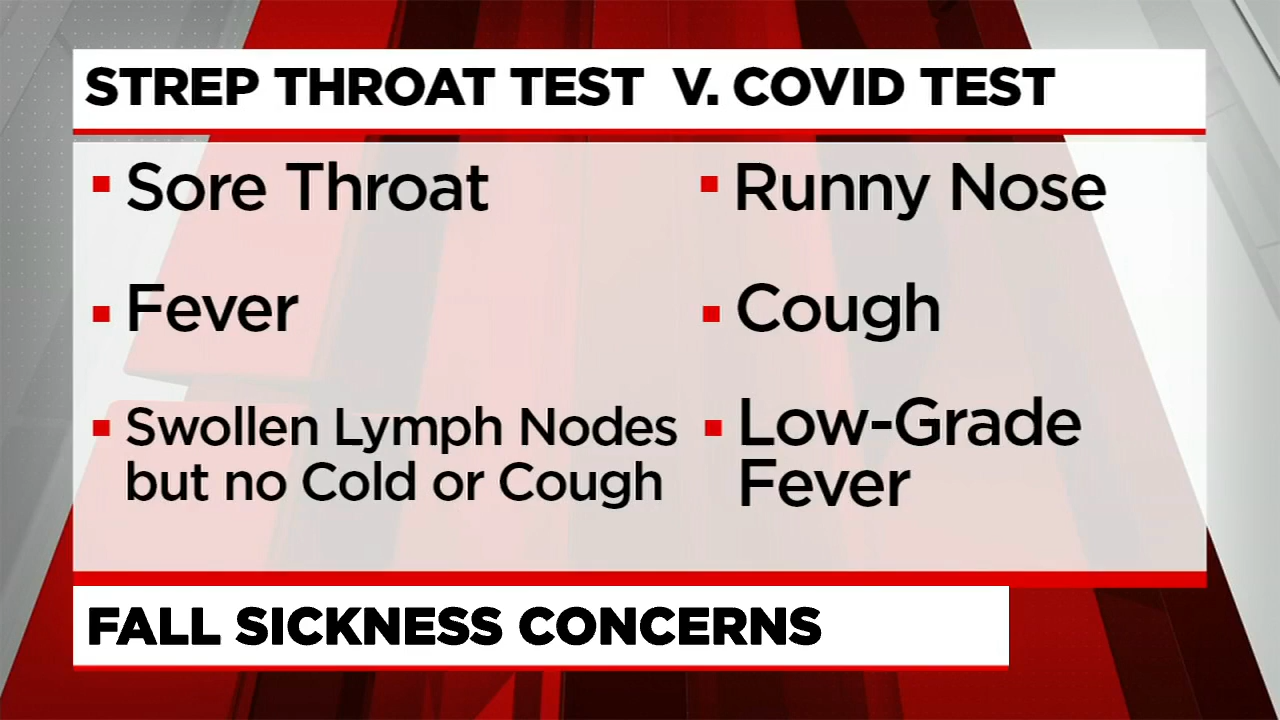 STREP THROAT TEST V. COVID TEST
Sore Throat
Fever
Swollen Lymph Nodes
but no Cold or Cough
Runny Nose
Cough
Low-Grade
Fever
FALL SICKNESS CONCERNS